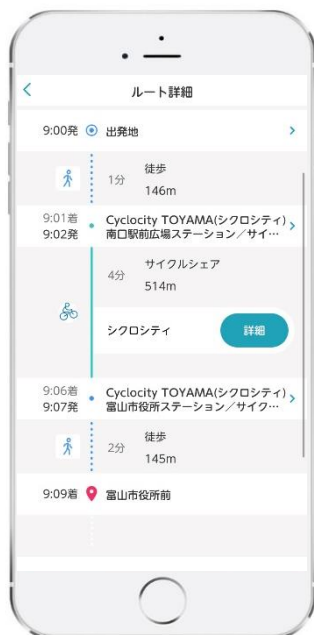 ルート詳細
9:00発 出発地
徒歩
1分
146m
9:01着 Cyclocity TOYAMA(シクロシティ)
9:02発 南口駅前広場ステーション／サイ…
サイクルシェア
4分
514m
シクロシティ 詳細
9:06着 Cyclocity TOYAMA(シクロシティ)
9:07発 富山市役所ステーション／サイク…
徒歩
2分
145m
9:09着 富山市役所前